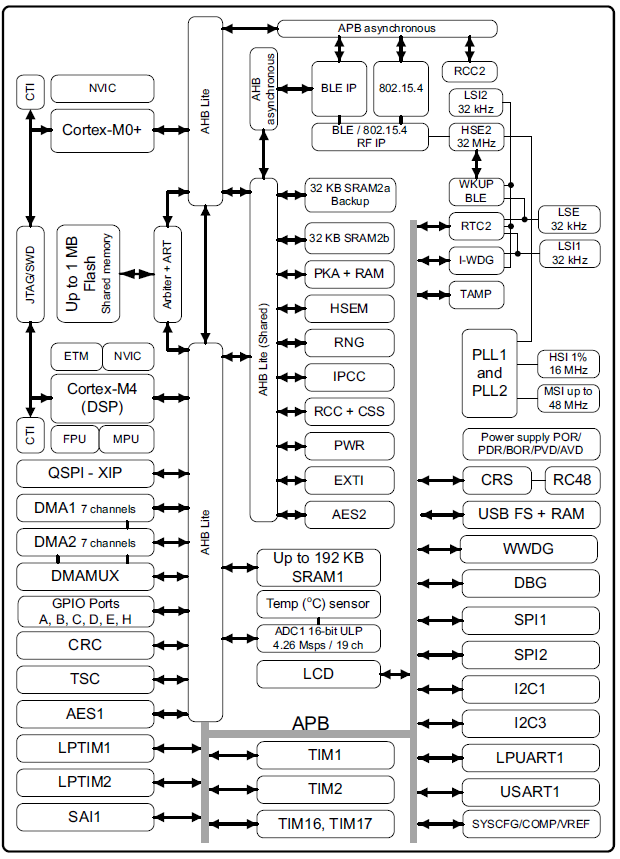 APB asynchronous
CTI
NVIC
Cortex-M0+
AHB Lite
AHB
asynchronous
BLE IP
802.15.4
RCC2
BLE / 802.15.4
RF IP
LSI2
32 kHz
HSE2
32 MHz
WKUP
BLE
RTC2
I-WDG
TAMP
LSE
32 kHz
LSI1
32 kHz
JTAG/SWD
Up to 1 MB
Flash
Shared memory
Arbiter + ART
AHB Lite (Shared)
32 KB SRAM2a
Backup
32 KB SRAM2b
PKA + RAM
HSEM
RNG
IPCC
RCC + CSS
PWR
EXTI
AES2
PLL1
and
PLL2
HSI 1%
16 MHz
MSI up to
48 MHz
ETM
NVIC
Cortex-M4
(DSP)
CTI
FPU
MPU
AHB Lite
QSPI - XIP
DMA1 7 channels
DMA2 7 channels
DMAMUX
GPIO Ports
A, B, C, D, E, H
CRC
TSC
AES1
LPTIM1
LPTIM2
SAI1
Up to 192 KB
SRAM1
Temp (°C) sensor
ADC1 16-bit ULP
4.26 Msps / 19 ch
LCD
APB
TIM1
TIM2
TIM16, TIM17
Power supply POR/
PDR/BOR/PVD/AVD
CRS
RC48
USB FS + RAM
WWDG
DBG
SPI1
SPI2
I2C1
I2C3
LPUART1
USART1
SYSCFG/COMP/VREF